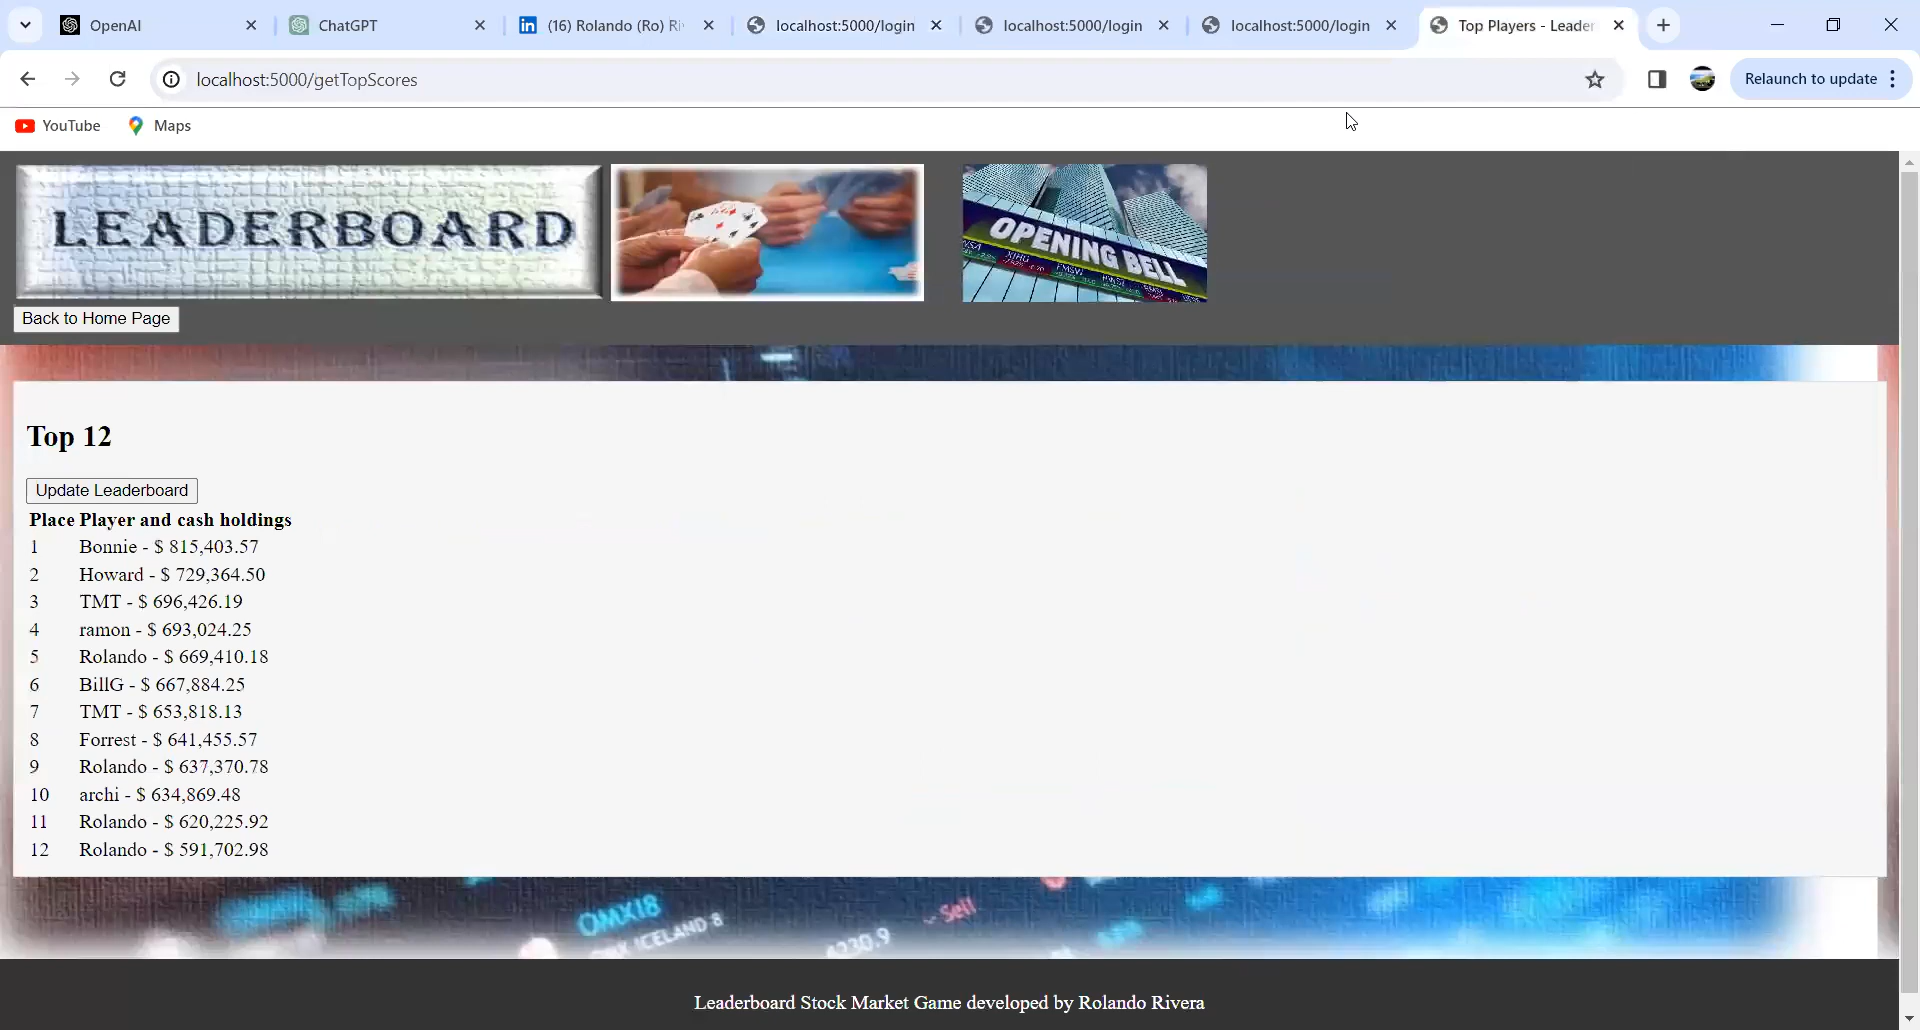 OpenAI
ChatGPT
(16) Rolando (Ro) Ri
localhost:5000/login
localhost:5000/login
localhost:5000/login
Top Players - Leader
localhost:5000/getTopScores
Relaunch to update
YouTube
Maps
LEADERBOARD
OPENING BELL
Back to Home Page
Top 12
Update Leaderboard
Place Player and cash holdings
1 Bonnie - $ 815,403.57
2 Howard - $ 729,364.50
3 TMT - $ 696,426.19
4 ramon - $ 693,024.25
5 Rolando - $ 669,410.18
6 BillG - $ 667,884.25
7 TMT - $ 653,818.13
8 Forrest - $ 641,455.57
9 Rolando - $ 637,370.78
10 archi - $ 634,869.48
11 Rolando - $ 620,225.92
12 Rolando - $ 591,702.98
OMXI8
ICELAND 8
Sell
4230.9
Leaderboard Stock Market Game developed by Rolando Rivera